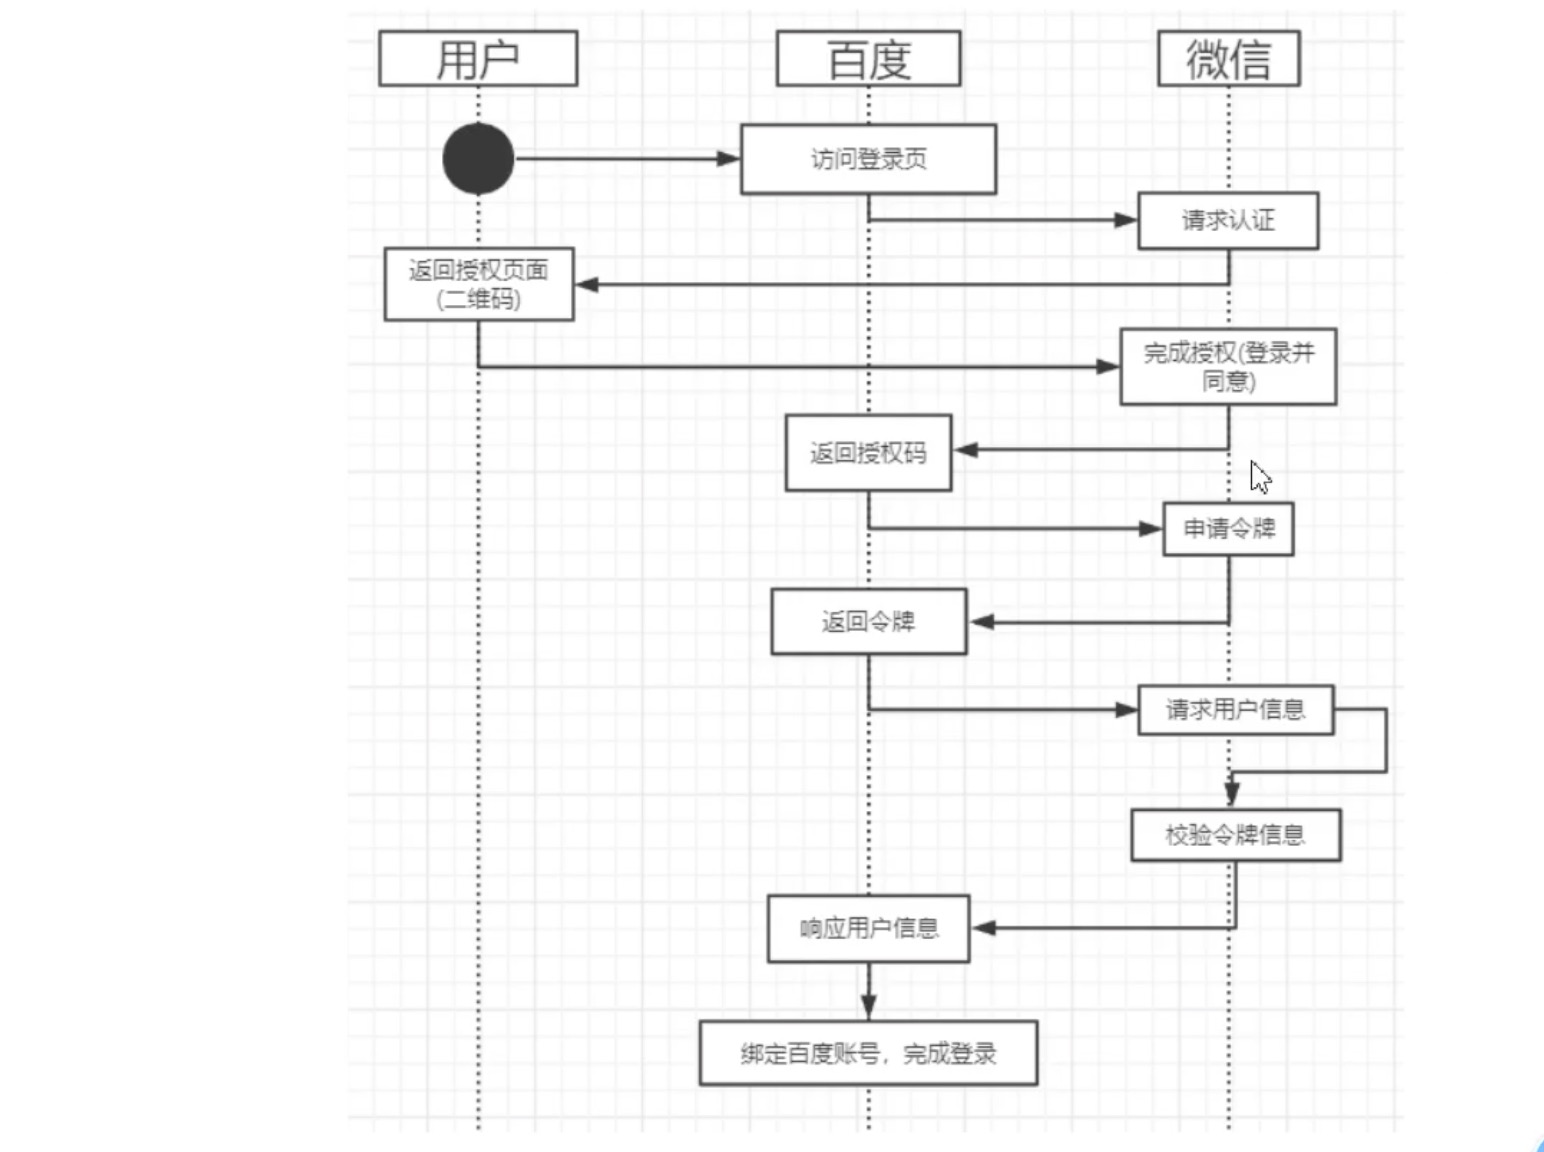 用户
百度
微信
访问登录页
请求认证
返回授权页面
(二维码)
完成授权(登录并
同意)
返回授权码
申请令牌
返回令牌
请求用户信息
校验令牌信息
响应用户信息
绑定百度账号，完成登录